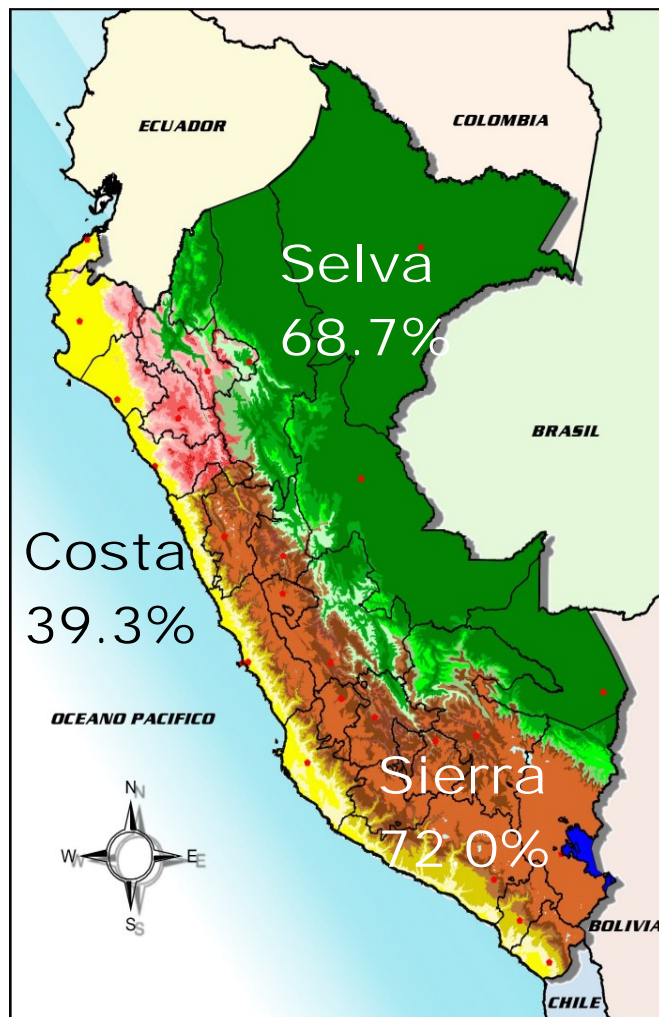 ECUADOR
COLOMBIA
Selva
68.7%
BRASIL
Costa
39.3%
OCEANO PACIFICO
Sierra
72.0%
N
N
W
W
E
E
S
S
BOLIVIA
CHILE